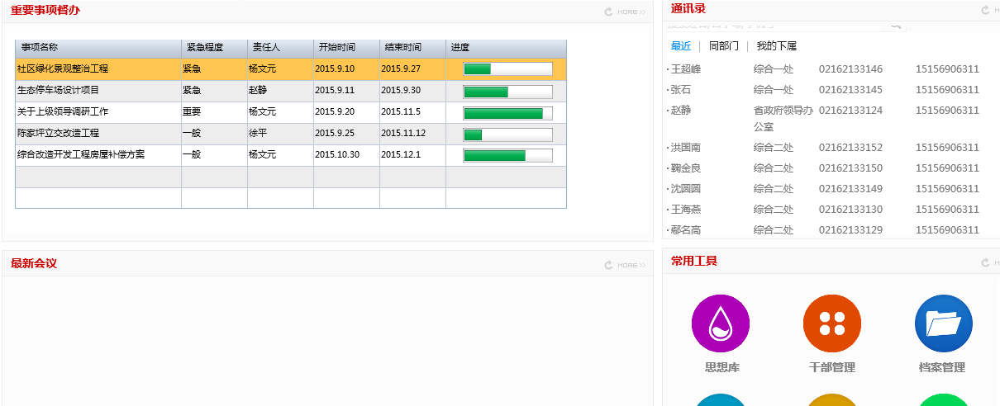 重要事项督办
MORE >>
事项名称 紧急程度 责任人 开始时间 结束时间 进度
社区绿化景观整治工程 紧急 杨文元 2015.9.10 2015.9.27
生态停车场设计项目 紧急 赵静 2015.9.11 2015.9.30
关于上级领导调研工作 重要 杨文元 2015.9.20 2015.11.5
陈家坪立交改造工程 一般 徐平 2015.9.25 2015.11.12
综合改造开发工程房屋补偿方案 一般 杨文元 2015.10.30 2015.12.1
最新会议
MORE >>
通讯录
最近 | 同部门 | 我的下属
·王超峰 综合一处 02162133146 15156906311
·张石 综合一处 02162133145 15156906311
·赵静 省政府领导办 02162133124 15156906311
公室
·洪国南 综合二处 02162133152 15156906311
·鞠金良 综合二处 02162133150 15156906311
·沈圆圆 综合二处 02162133149 15156906311
·王海燕 综合二处 02162133130 15156906311
·鄢名高 综合二处 02162133129 15156906311
常用工具
思想库 干部管理 档案管理